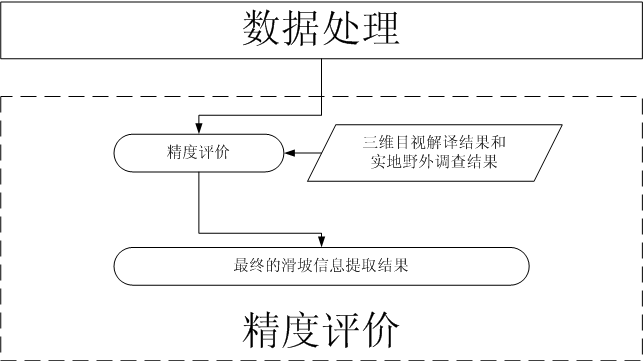 数据处理
精度评价
三维目视解译结果和
实地野外调查结果
最终的滑坡信息提取结果
精度评价